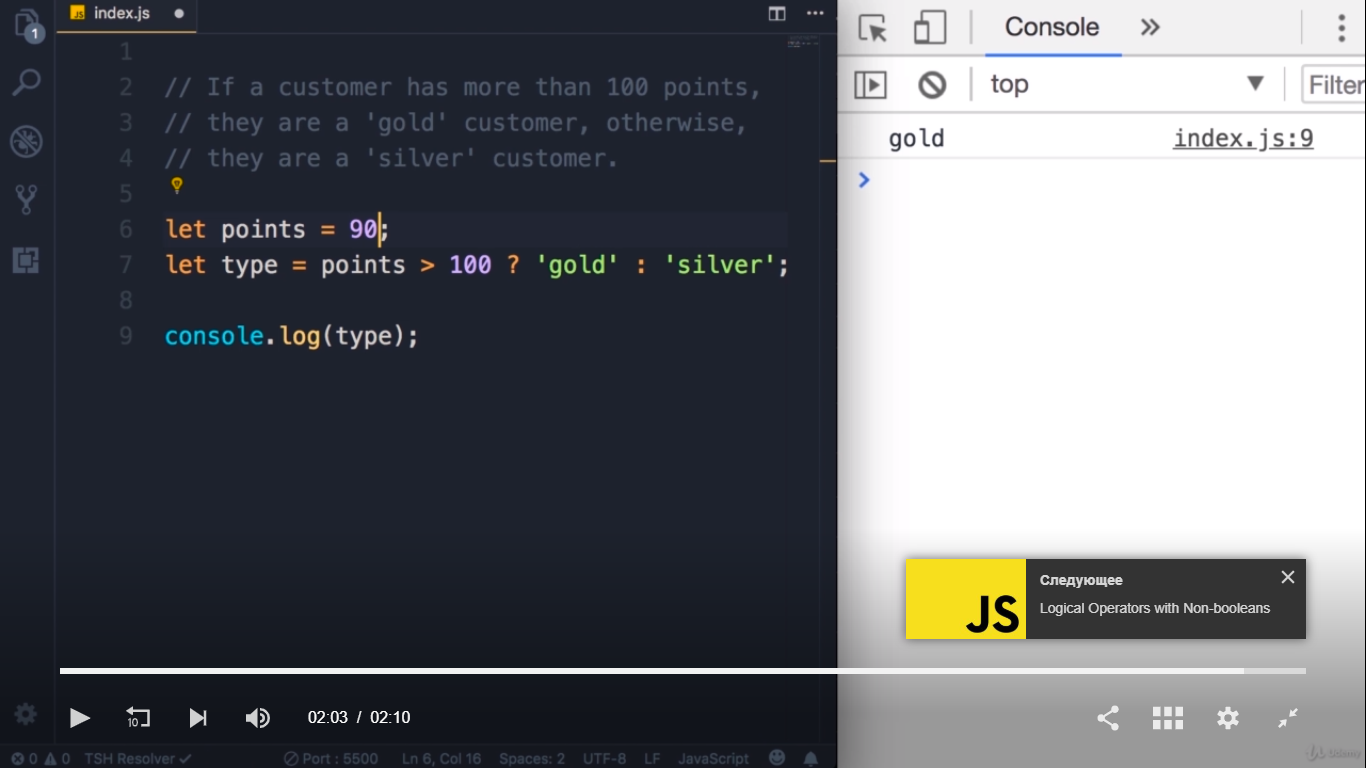 JS index.js
1
1
2 // If a customer has more than 100 points,
3 // they are a 'gold' customer, otherwise,
4 // they are a 'silver' customer.
5
6 let points = 90;
7 let type = points > 100 ? 'gold' : 'silver';
8
9 console.log(type);
Console
top
Filter
gold index.js:9
JS
Следующее
Logical Operators with Non-booleans
10
02:03 / 02:10
0 0 TSH Resolver Port : 5500 Ln 6, Col 16 Spaces: 2 UTF-8 LF JavaScript
Udemy